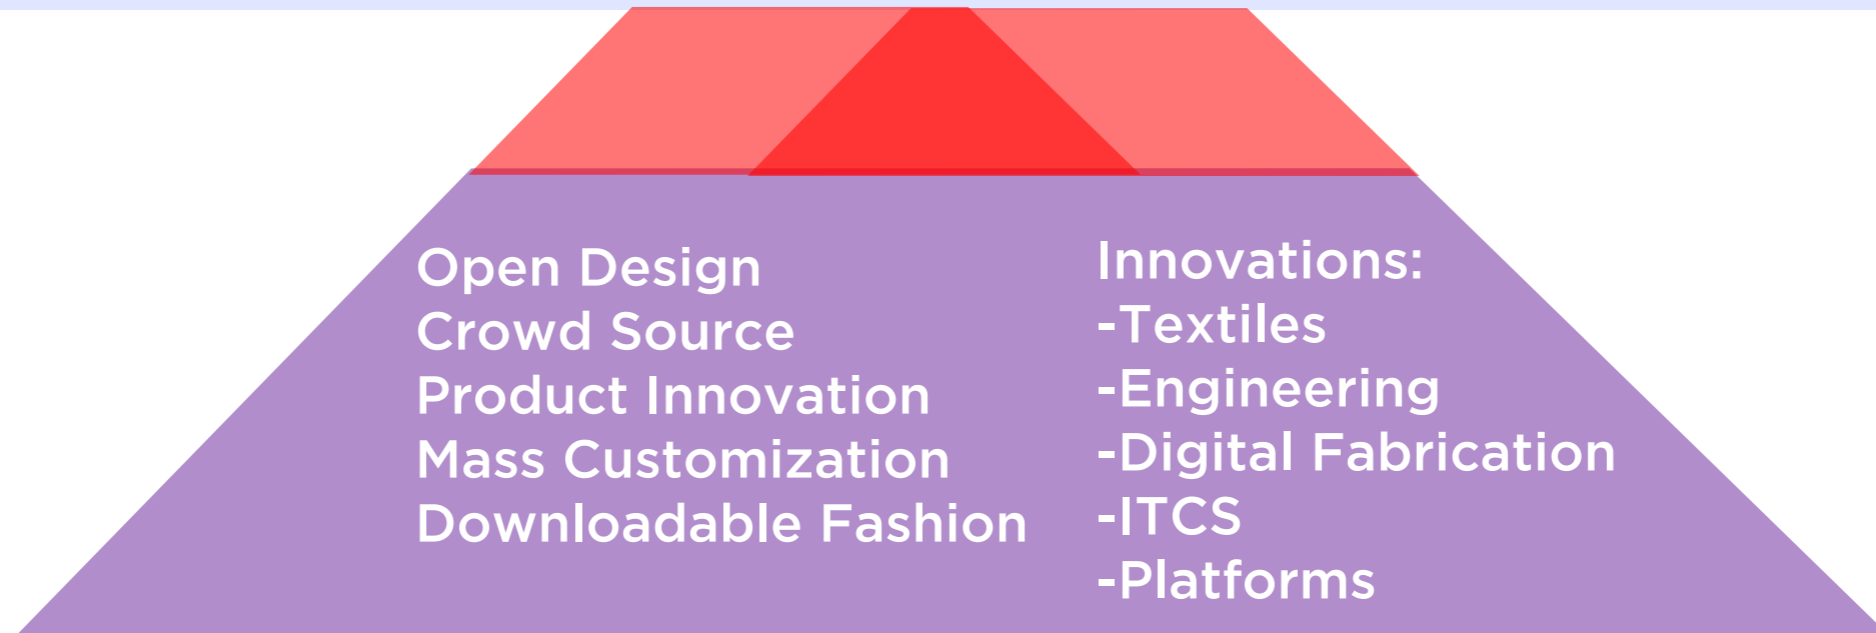 Open Design
Crowd Source
Product Innovation
Mass Customization
Downloadable Fashion
Innovations:
-Textiles
-Engineering
-Digital Fabrication
-ITCS
-Platforms